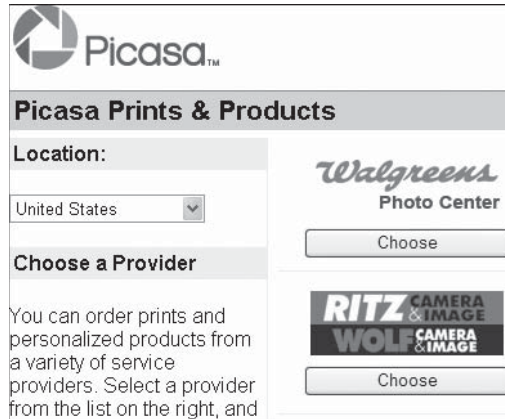 Picasa™
Picasa Prints & Products
Location:
United States
Choose a Provider
You can order prints and
personalized products from
a variety of service
providers. Select a provider
from the list on the right, and
Walgreens
Photo Center
Choose
RITZ CAMERA & IMAGE
WOLF CAMERA & IMAGE
Choose